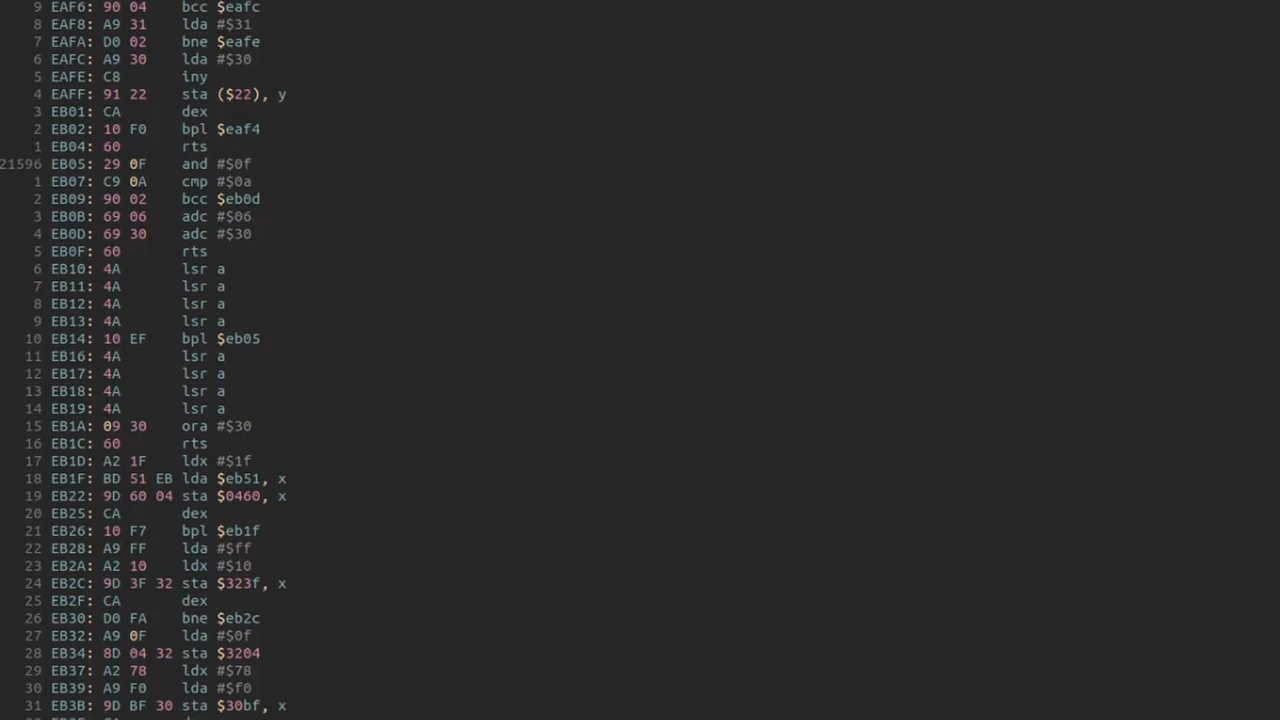 9 EAF6: 90 04 bcc $eafc
8 EAF8: A9 31 lda #$31
7 EAFA: D0 02 bne $eafe
6 EAFC: A9 30 lda #$30
5 EAFE: C8 iny
4 EAFF: 91 22 sta ($22), y
3 EB01: CA dex
2 EB02: 10 F0 bpl $eaf4
1 EB04: 60 rts
21596 EB05: 29 0F and #$0f
1 EB07: C9 0A cmp #$0a
2 EB09: 90 02 bcc $eb0d
3 EB0B: 69 06 adc #$06
4 EB0D: 69 30 adc #$30
5 EB0F: 60 rts
6 EB10: 4A lsr a
7 EB11: 4A lsr a
8 EB12: 4A lsr a
9 EB13: 4A lsr a
10 EB14: 10 EF bpl $eb05
11 EB16: 4A lsr a
12 EB17: 4A lsr a
13 EB18: 4A lsr a
14 EB19: 4A lsr a
15 EB1A: 09 30 ora #$30
16 EB1C: 60 rts
17 EB1D: A2 1F ldx #$1f
18 EB1F: BD 51 EB lda $eb51, x
19 EB22: 9D 60 04 sta $0460, x
20 EB25: CA dex
21 EB26: 10 F7 bpl $eb1f
22 EB28: A9 FF lda #$ff
23 EB2A: A2 10 ldx #$10
24 EB2C: 9D 3F 32 sta $323f, x
25 EB2F: CA dex
26 EB30: D0 FA bne $eb2c
27 EB32: A9 0F lda #$0f
28 EB34: 8D 04 32 sta $3204
29 EB37: A2 78 ldx #$78
30 EB39: A9 F0 lda #$f0
31 EB3B: 9D BF 30 sta $30bf, x